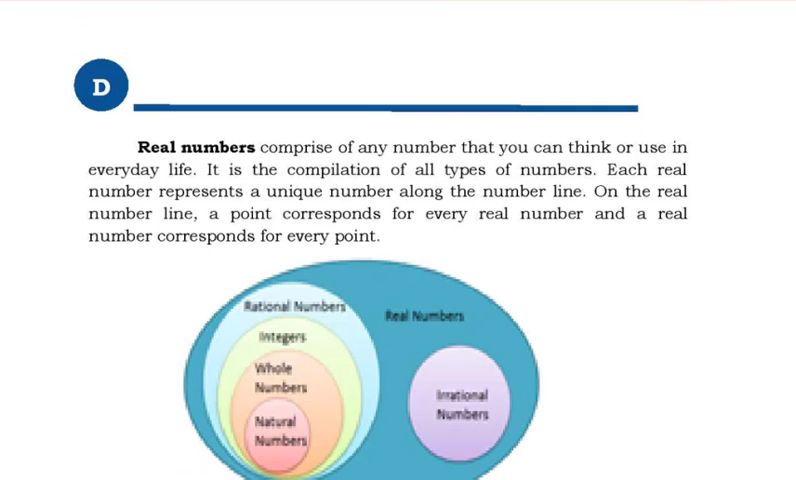 D
Real numbers comprise of any number that you can think or use in
everyday life. It is the compilation of all types of numbers. Each real
number represents a unique number along the number line. On the real
number line, a point corresponds for every real number and a real
number corresponds for every point.
Rational Numbers
Real Numbers
Integers
Whole
Numbers
Irrational
Numbers
Natural
Numbers